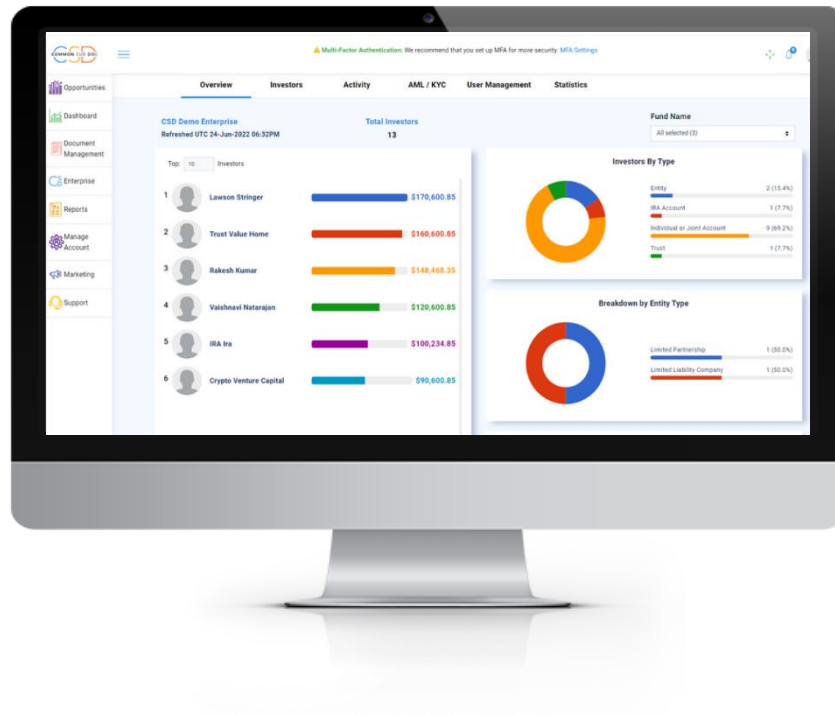 COMMON SUB DOC
CSD
Multi-Factor Authentication: We recommend that you set up MFA for more security. MFA Settings
Opportunities
Dashboard
Document
Management
Enterprise
Reports
Manage
Account
Marketing
Support
Overview Investors Activity AML / KYC User Management Statistics
CSD Demo Enterprise
Refreshed UTC 24-Jun-2022 06:32PM
Total Investors
13
Fund Name
All selected (3)
Top: 10 Investors
1 Lawson Stringer $170,600.85
2 Trust Value Home $160,600.85
3 Rakesh Kumar $148,468.35
4 Vaishnavi Natarajan $120,600.85
5 IRA Ira $100,234.85
6 Crypto Venture Capital $90,600.85
Investors By Type
Entity 2 (15.4%)
IRA Account 1 (7.7%)
Individual or Joint Account 9 (69.2%)
Trust 1 (7.7%)
Breakdown by Entity Type
Limited Partnership 1 (50.0%)
Limited Liability Company 1 (50.0%)